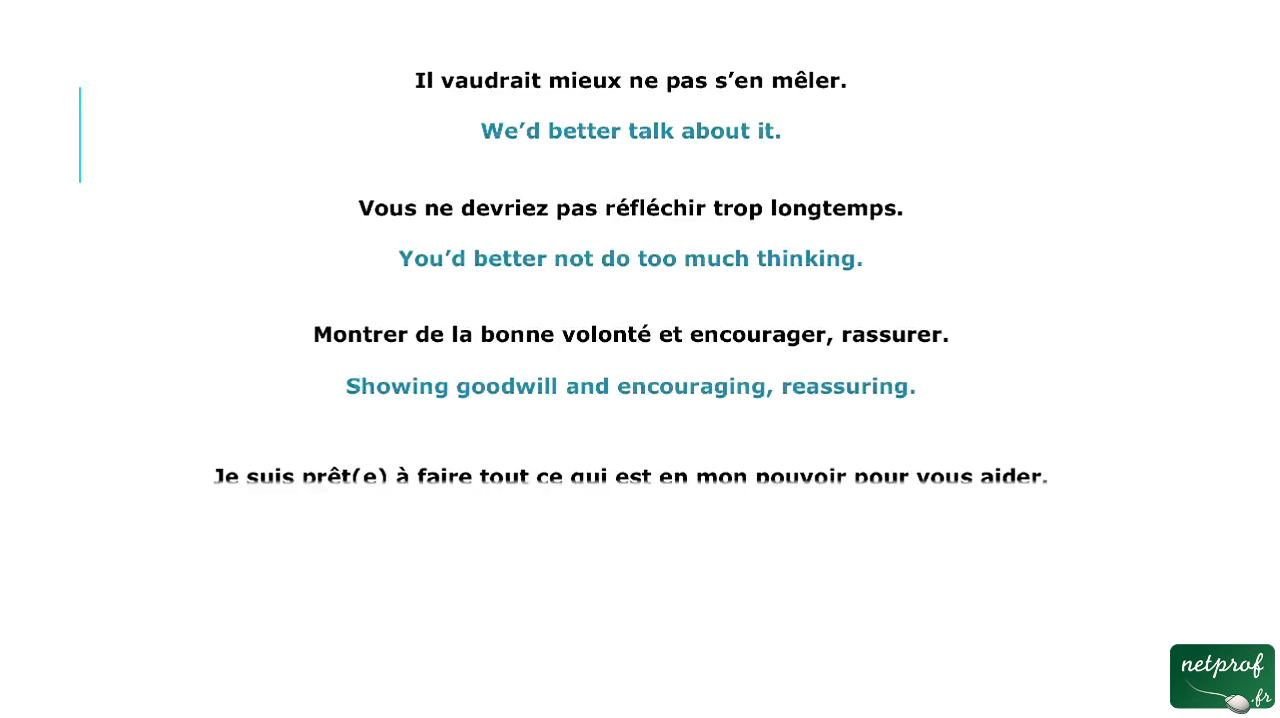 Il vaudrait mieux ne pas s’en mêler.
We’d better talk about it.
Vous ne devriez pas réfléchir trop longtemps.
You’d better not do too much thinking.
Montrer de la bonne volonté et encourager, rassurer.
Showing goodwill and encouraging, reassuring.
Je suis prêt(e) à faire tout ce qui est en mon pouvoir pour vous aider.
netprof
.fr